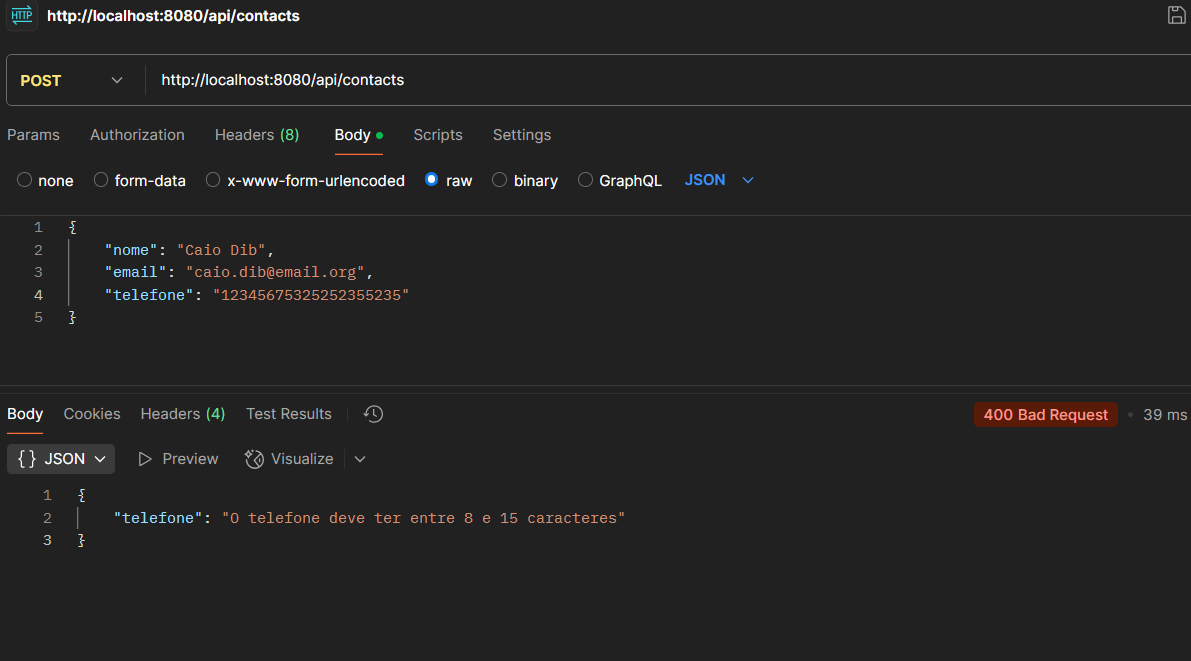 HTTP http://localhost:8080/api/contacts
POST http://localhost:8080/api/contacts
Params Authorization Headers (8) Body Scripts Settings
none form-data x-www-form-urlencoded raw binary GraphQL JSON
1 {
2 "nome": "Caio Dib",
3 "email": "caio.dib@email.org",
4 "telefone": "12345675325252355235"
5 }
Body Cookies Headers (4) Test Results 400 Bad Request • 39 ms
{} JSON Preview Visualize
1 {
2 "telefone": "O telefone deve ter entre 8 e 15 caracteres"
3 }